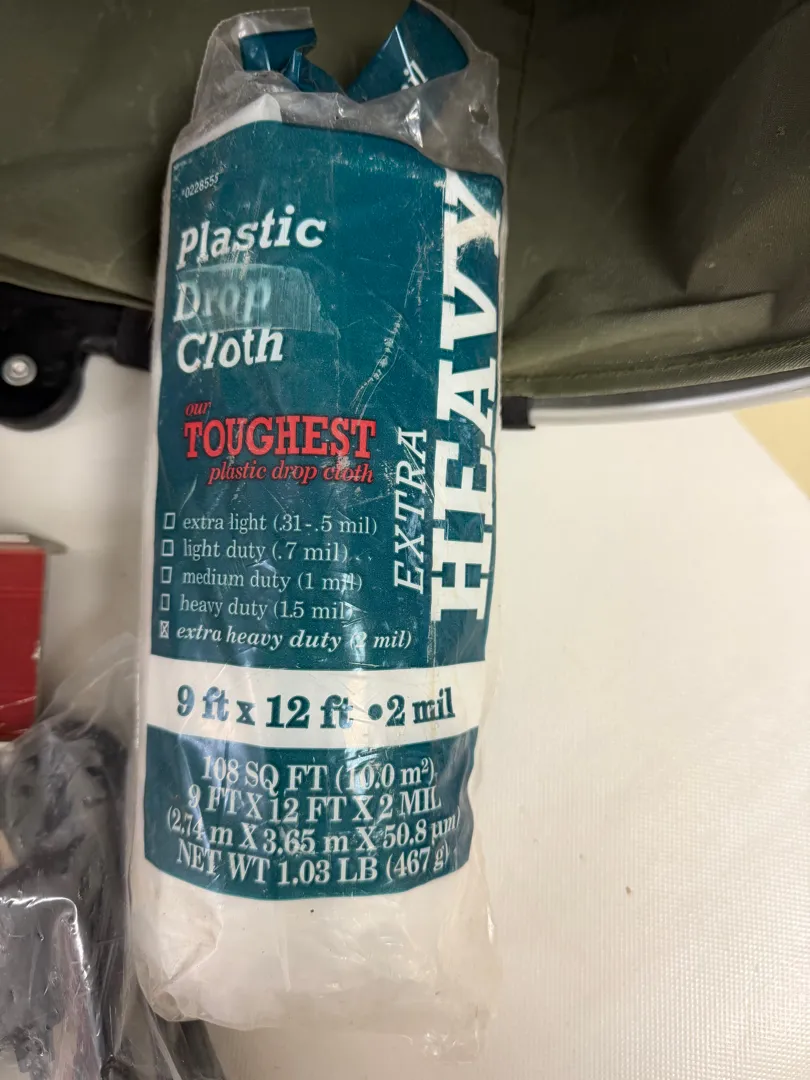 *0228555
Plastic
Drop
Cloth
our
TOUGHEST
plastic drop cloth
EXTRA
HEAVY
extra light (.31-.5 mil)
light duty (.7 mil)
medium duty (1 mil)
heavy duty (1.5 mil)
extra heavy duty (2 mil)
9 ft x 12 ft • 2 mil
108 SQ FT (10.0 m²)
9 FT X 12 FT X 2 MIL
(2.74 m X 3.65 m X 50.8 µm)
NET WT 1.03 LB (467 g)